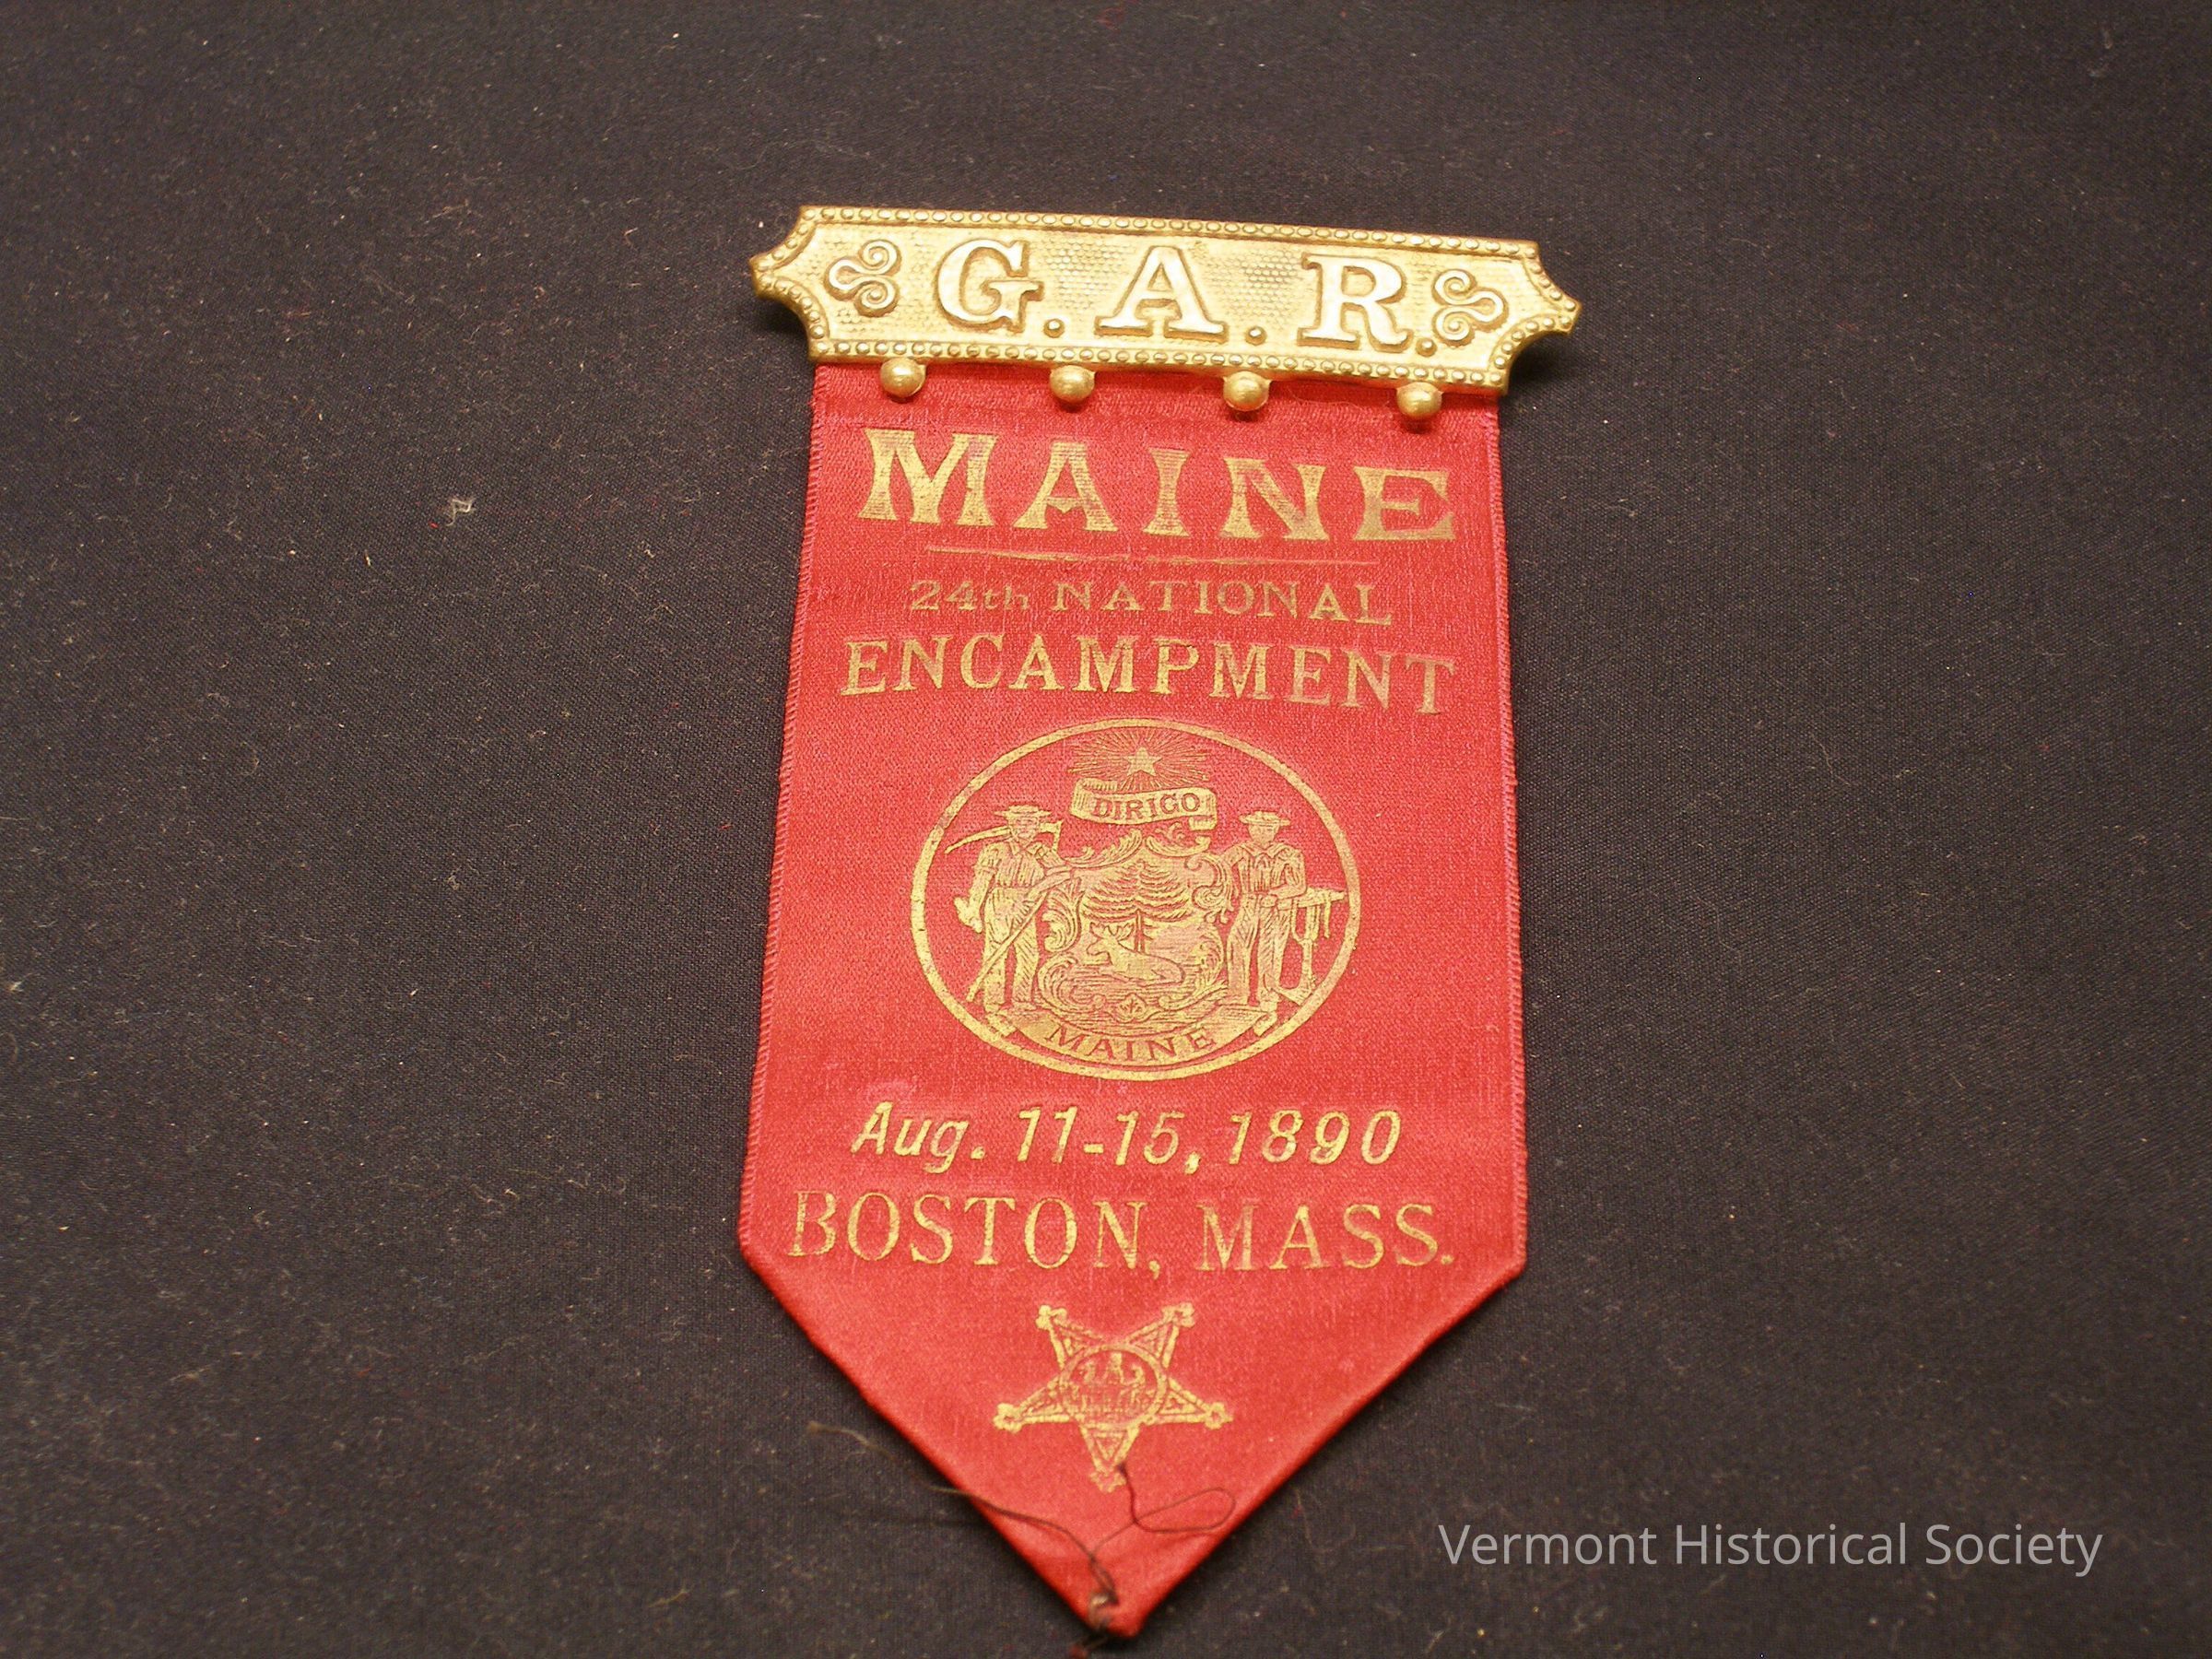 G.A.R.
MAINE
24th NATIONAL
ENCAMPMENT
DIRIGO
MAINE
Aug. 11-15, 1890
BOSTON, MASS.
Vermont Historical Society